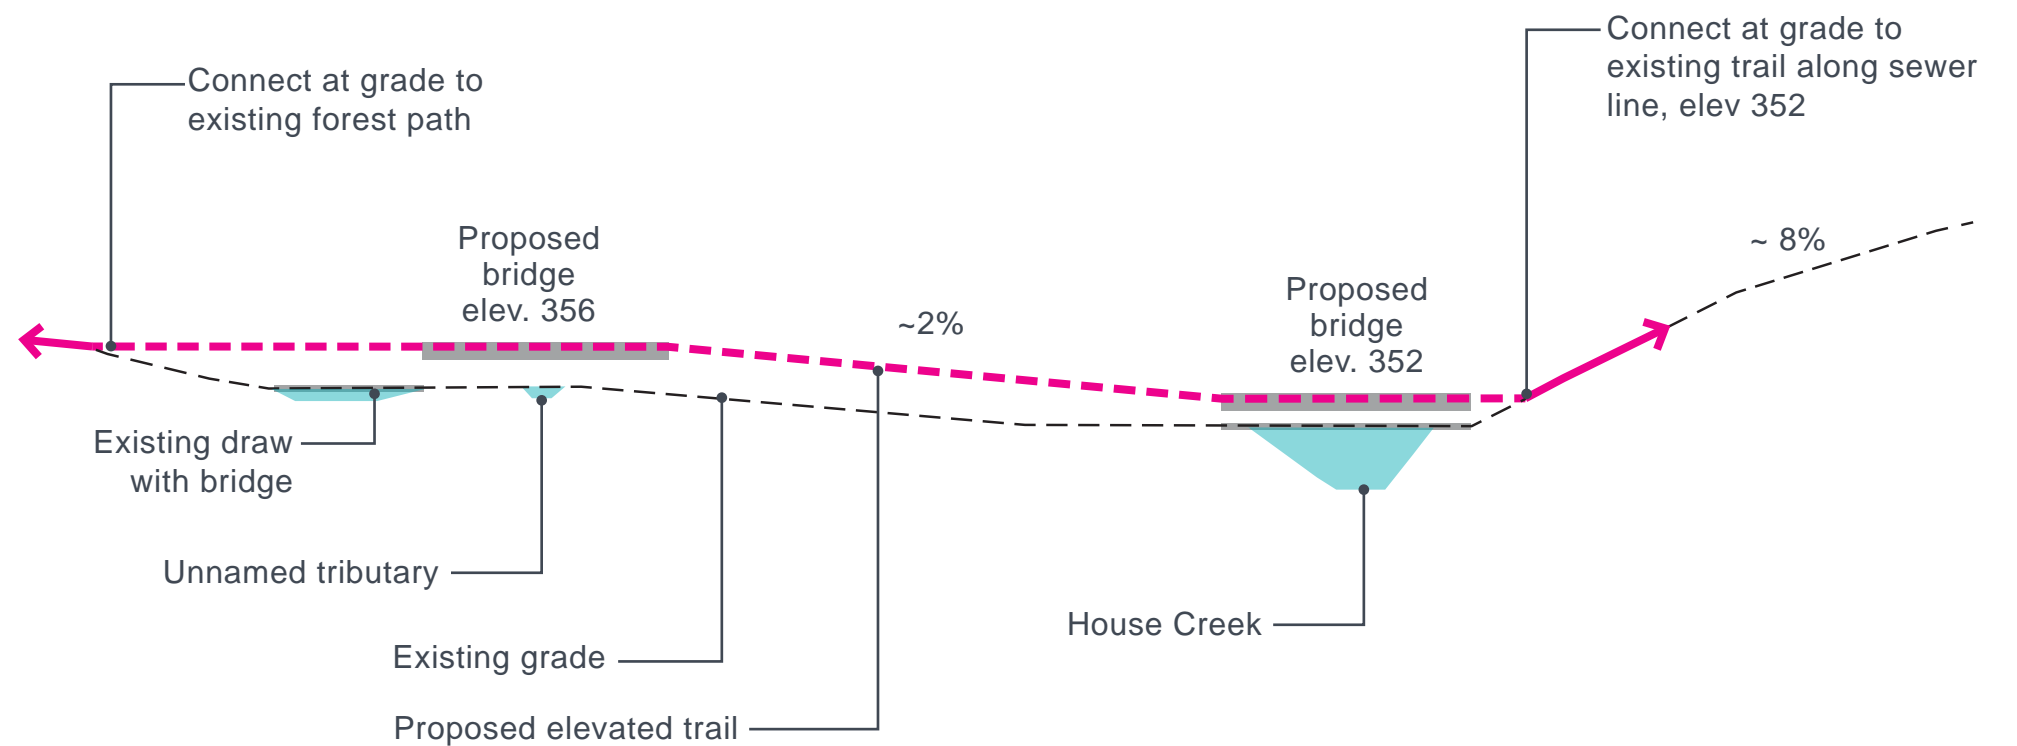 Connect at grade to
existing forest path
Connect at grade to
existing trail along sewer
line, elev 352
Proposed
bridge
elev. 356
~2%
Proposed
bridge
elev. 352
~ 8%
Existing draw
with bridge
Unnamed tributary
House Creek
Existing grade
Proposed elevated trail